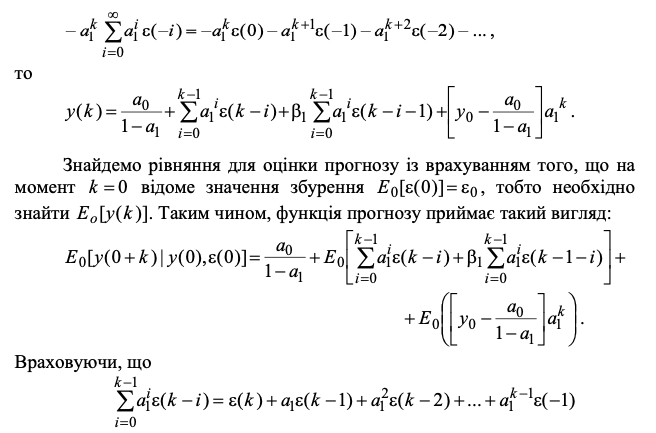 − a₁ᵏ ∑_{i=0}^{∞} a₁ⁱ ε(−i) = −a₁ᵏ ε(0) − a₁ᵏ⁺¹ ε(−1) − a₁ᵏ⁺² ε(−2) − ... ,
то
y(k) = a₀/(1−a₁) + ∑_{i=0}^{k−1} a₁ⁱ ε(k−i) + β₁ ∑_{i=0}^{k−1} a₁ⁱ ε(k−i−1) + [y₀ − a₀/(1−a₁)] a₁ᵏ .
Знайдемо рівняння для оцінки прогнозу із врахуванням того, що на
момент k = 0 відоме значення збурення E₀[ε(0)] = ε₀, тобто необхідно
знайти Eₒ[y(k)]. Таким чином, функція прогнозу приймає такий вигляд:
E₀[y(0+k) | y(0), ε(0)] = a₀/(1−a₁) + E₀[∑_{i=0}^{k−1} a₁ⁱ ε(k−i) + β₁ ∑_{i=0}^{k−1} a₁ⁱ ε(k−1−i)] +
+ E₀([y₀ − a₀/(1−a₁)] a₁ᵏ) .
Враховуючи, що
∑_{i=0}^{k−1} a₁ⁱ ε(k−i) = ε(k) + a₁ε(k−1) + a₁² ε(k−2) + ... + a₁ᵏ⁻¹ ε(−1)